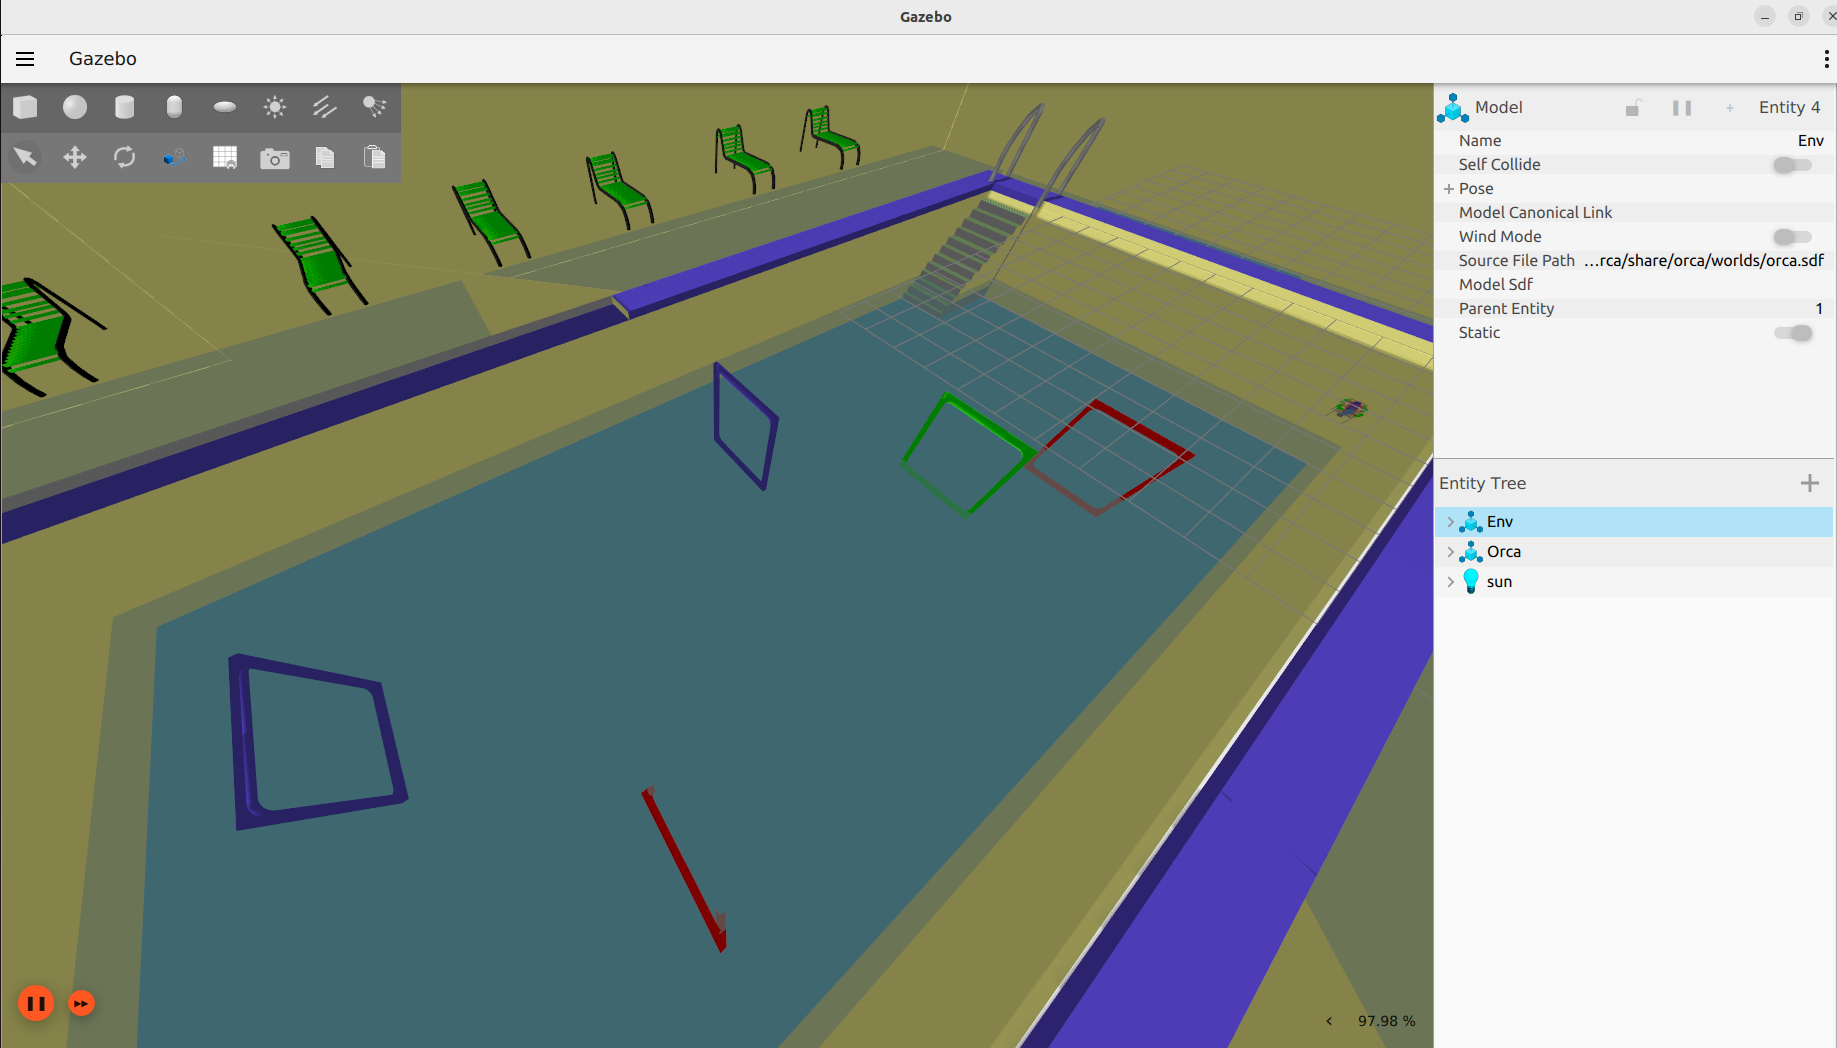 Gazebo
Gazebo
Model Entity 4
Name Env
Self Collide
Pose
Model Canonical Link
Wind Mode
Source File Path ...rca/share/orca/worlds/orca.sdf
Model Sdf
Parent Entity 1
Static
Entity Tree
Env
Orca
sun
97.98 %